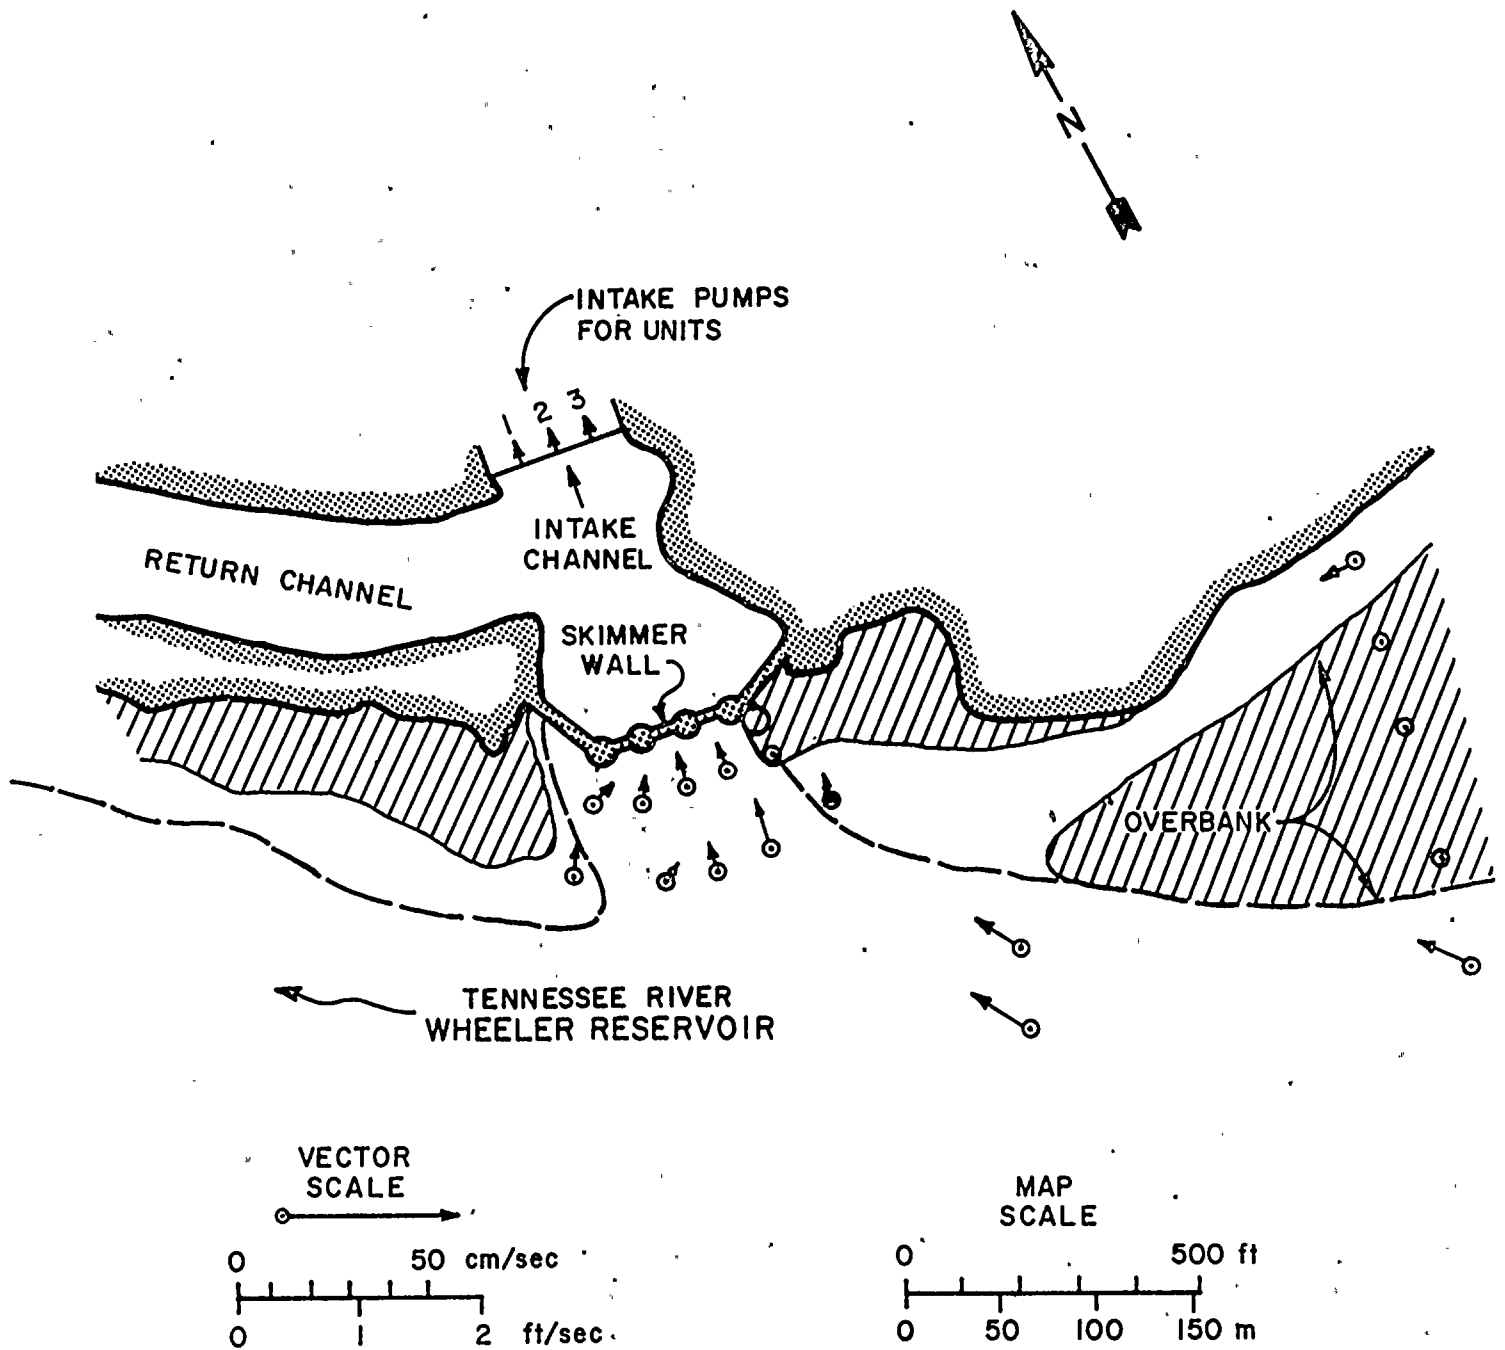 N
INTAKE PUMPS
FOR UNITS
1 2 3
INTAKE
CHANNEL
RETURN CHANNEL
SKIMMER
WALL
OVERBANK
TENNESSEE RIVER
WHEELER RESERVOIR
VECTOR
SCALE
0 50 cm/sec
0 1 2 ft/sec.
MAP
SCALE
0 500 ft
0 50 100 150 m